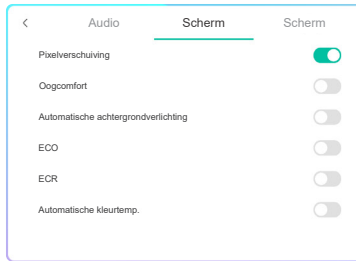 Audio Scherm Scherm
Pixelverschuiving
Oogcomfort
Automatische achtergrondverlichting
ECO
ECR
Automatische kleurtemp.